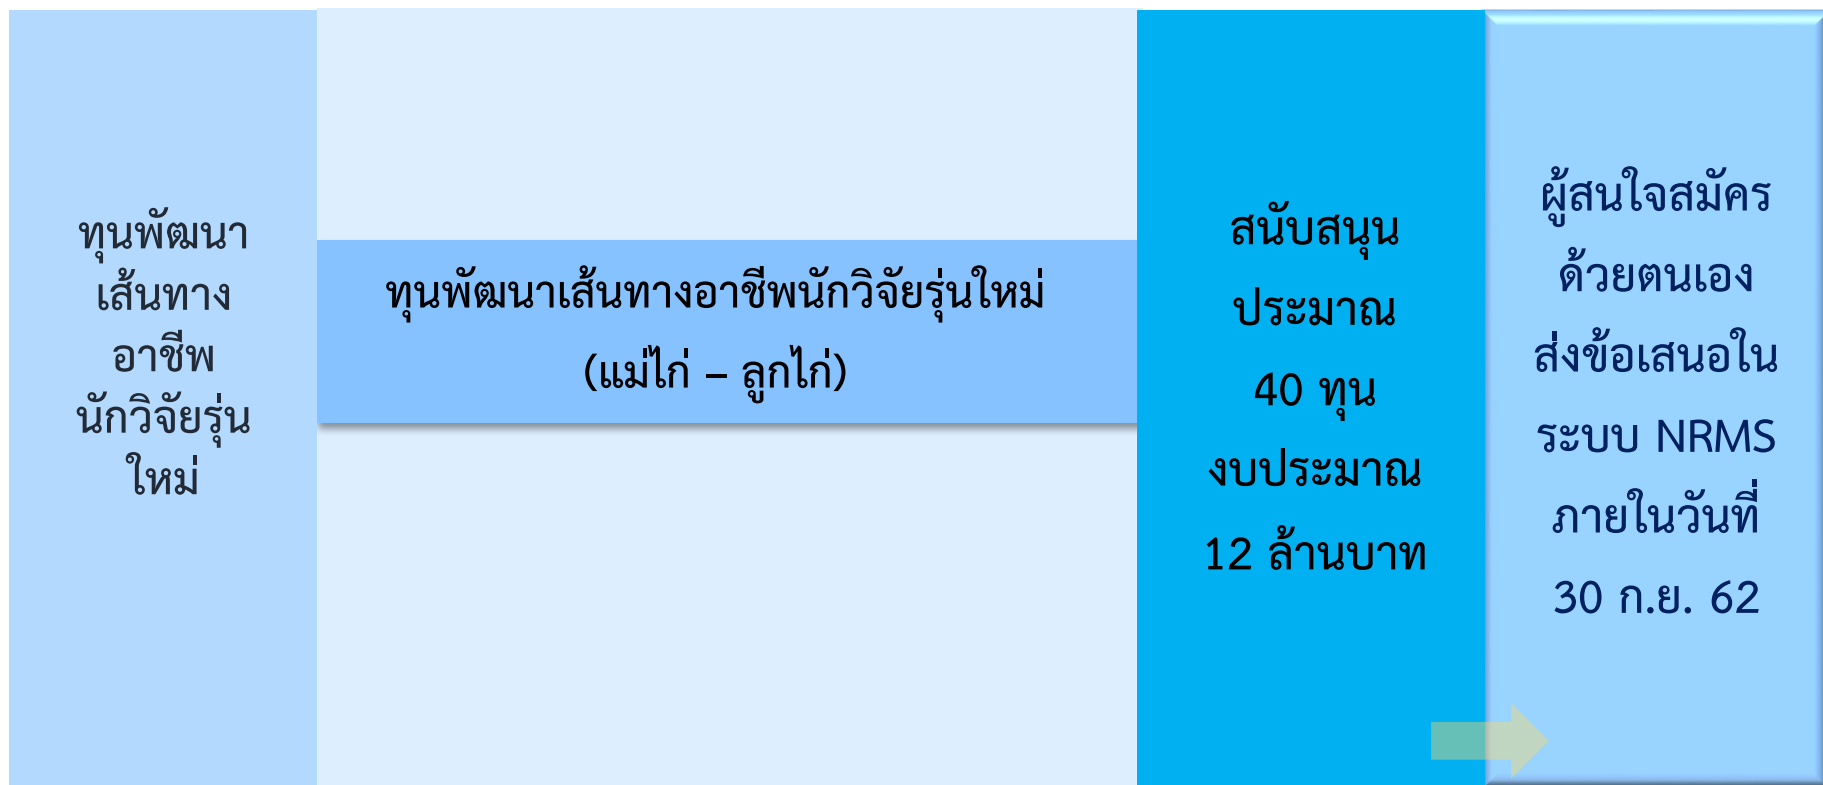 ทุนพัฒนา
เส้นทาง
อาชีพ
นักวิจัยรุ่น
ใหม่
ทุนพัฒนาเส้นทางอาชีพนักวิจัยรุ่นใหม่
(แม่ไก่ – ลูกไก่)
สนับสนุน
ประมาณ
40 ทุน
งบประมาณ
12 ล้านบาท
ผู้สนใจสมัคร
ด้วยตนเอง
ส่งข้อเสนอใน
ระบบ NRMS
ภายในวันที่
30 ก.ย. 62